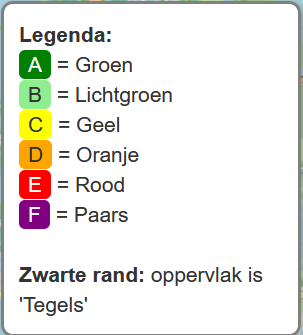 Legenda:
A = Groen
B = Lichtgroen
C = Geel
D = Oranje
E = Rood
F = Paars
Zwarte rand: oppervlak is
'Tegels'